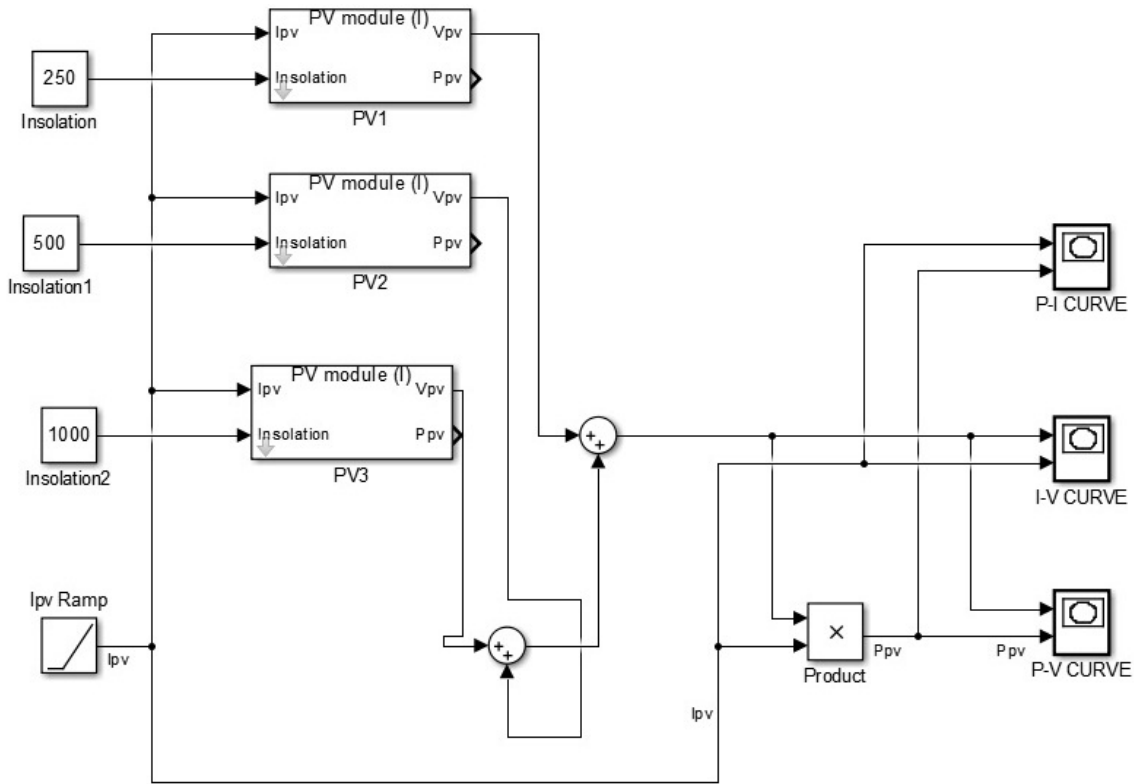 PV module (I)
Ipv
Vpv
Insolation
Ppv
PV1
250
Insolation
PV module (I)
Ipv
Vpv
Insolation
Ppv
PV2
500
Insolation1
P-I CURVE
PV module (I)
Ipv
Vpv
Insolation
Ppv
PV3
1000
Insolation2
+
+
I-V CURVE
Ipv Ramp
Ipv
+
+
×
Product
Ppv
Ppv
P-V CURVE
Ipv